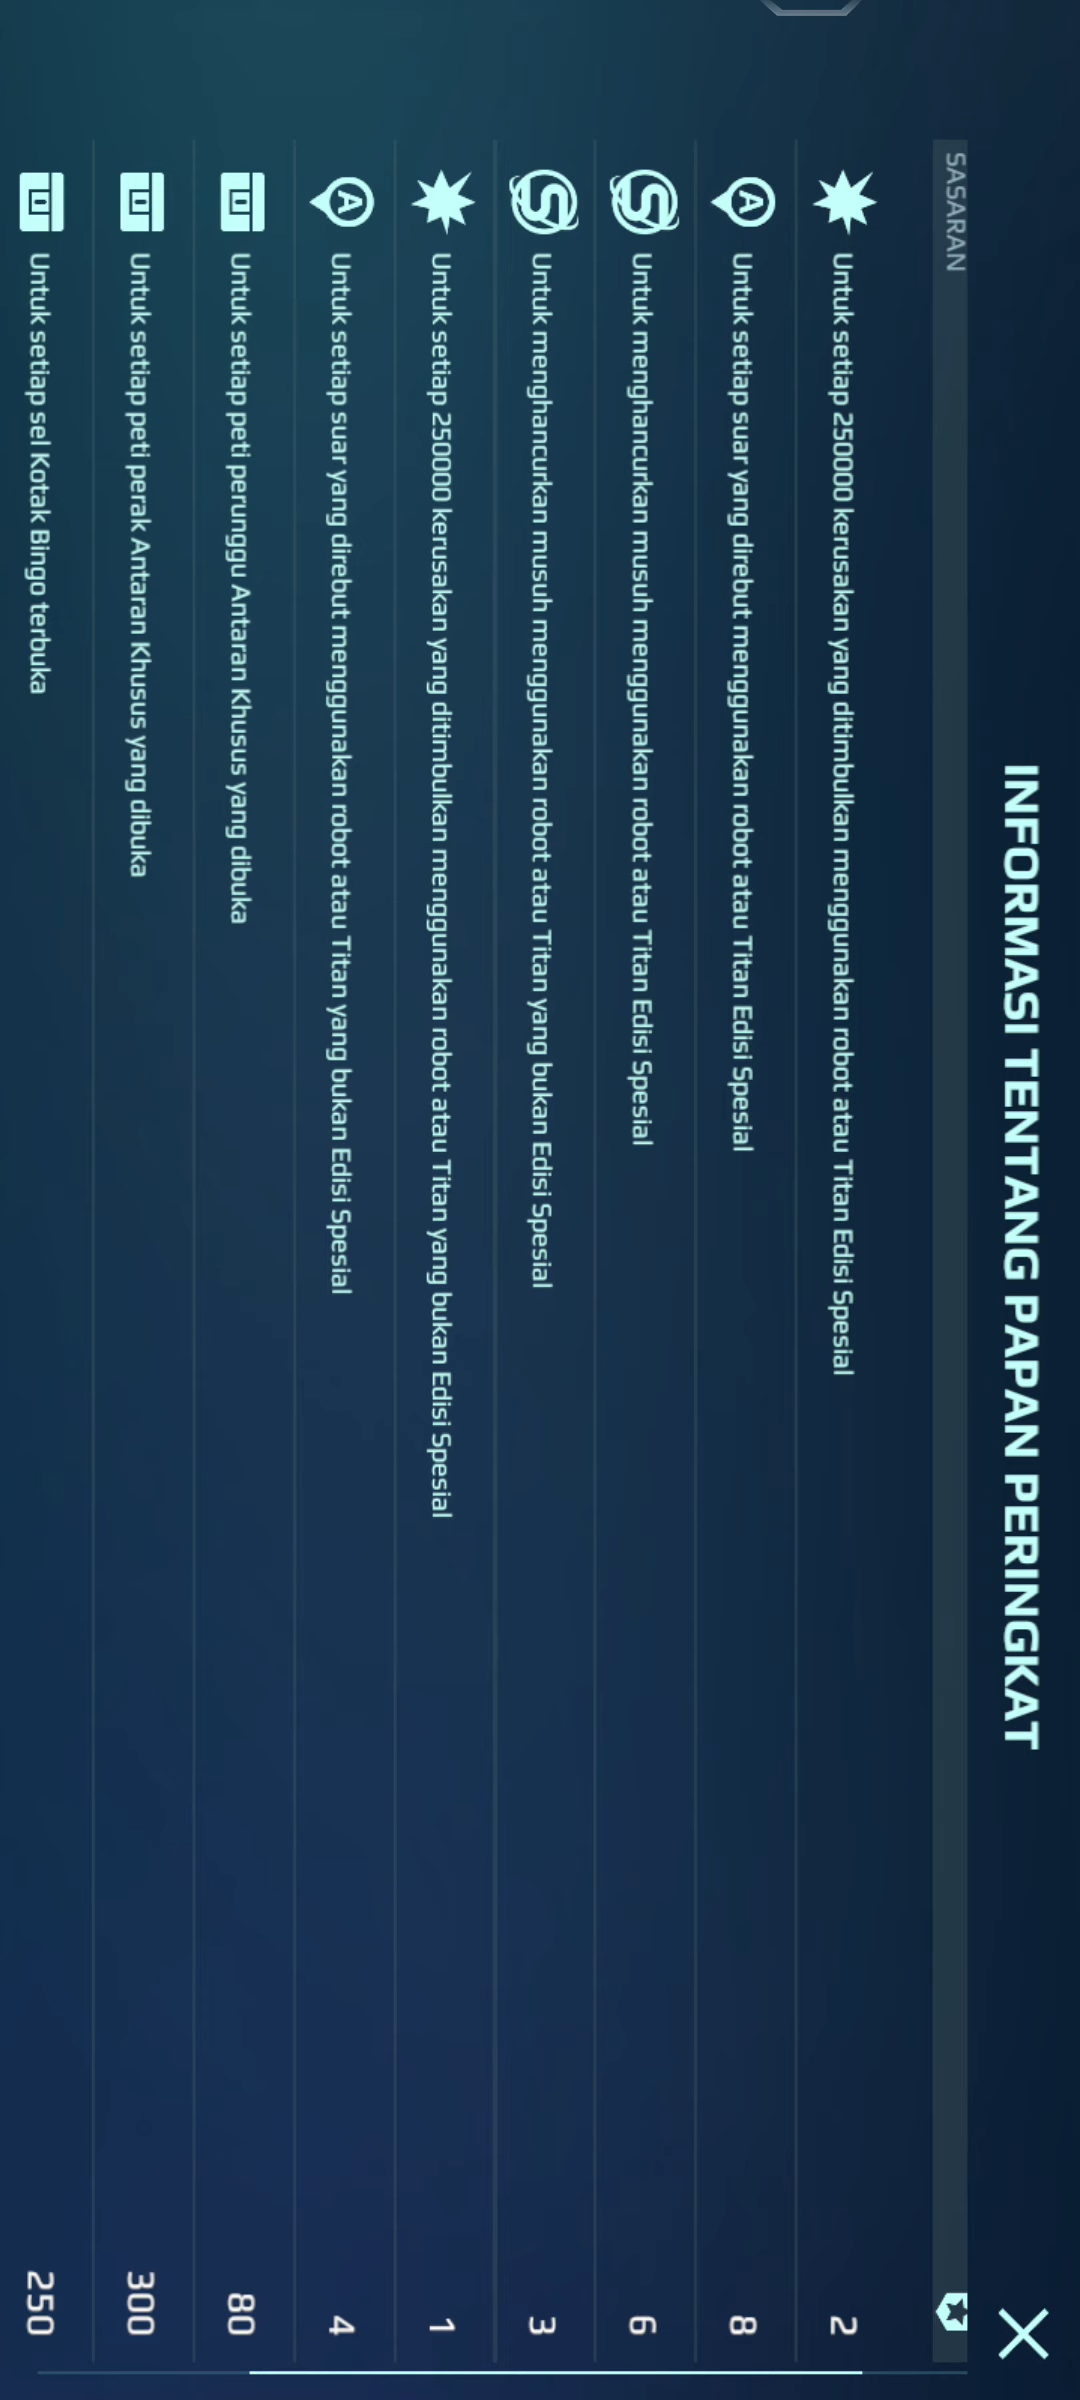 INFORMASI TENTANG PAPAN PERINGKAT
SASARAN
Untuk setiap 250000 kerusakan yang ditimbulkan menggunakan robot atau Titan Edisi Spesial 2
Untuk setiap suar yang direbut menggunakan robot atau Titan Edisi Spesial 8
Untuk menghancurkan musuh menggunakan robot atau Titan Edisi Spesial 6
Untuk menghancurkan musuh menggunakan robot atau Titan yang bukan Edisi Spesial 3
Untuk setiap 250000 kerusakan yang ditimbulkan menggunakan robot atau Titan yang bukan Edisi Spesial 1
Untuk setiap suar yang direbut menggunakan robot atau Titan yang bukan Edisi Spesial 4
Untuk setiap peti perunggu Antaran Khusus yang dibuka 80
Untuk setiap peti perak Antaran Khusus yang dibuka 300
Untuk setiap sel Kotak Bingo terbuka 250